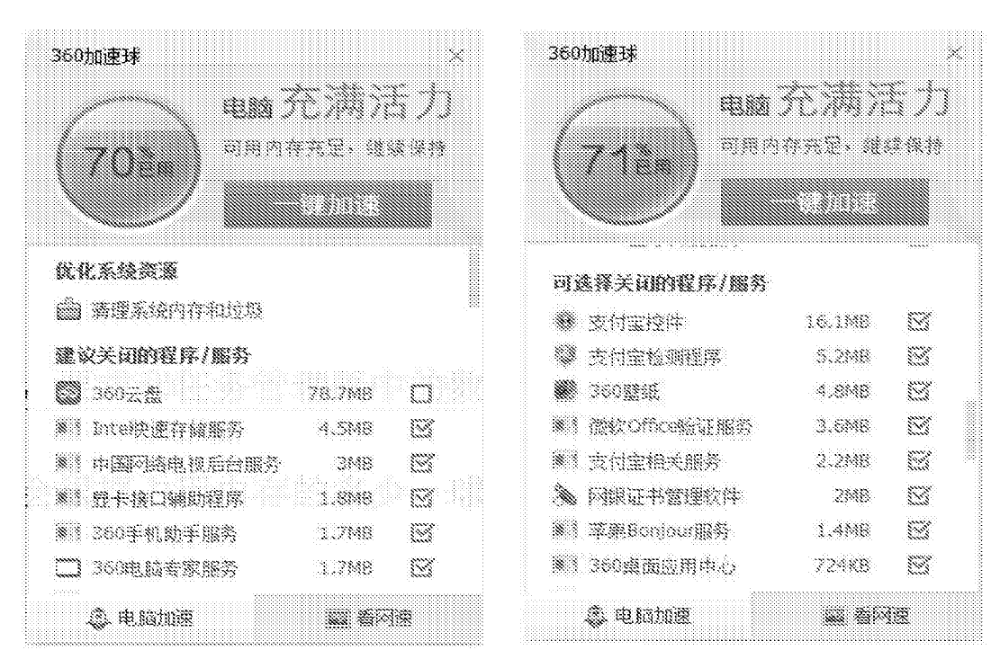 360加速球
电脑 充满活力
70% 已用
可用内存充足，继续保持
一键加速
优化系统资源
清理系统内存和垃圾
建议关闭的程序/服务
360云盘 78.7MB
Intel快速存储服务 4.5MB
中国网络电视后台服务 3MB
显卡接口辅助程序 1.8MB
360手机助手服务 1.7MB
360电脑专家服务 1.7MB
电脑加速 看网速
360加速球
电脑 充满活力
71% 已用
可用内存充足，继续保持
一键加速
可选择关闭的程序/服务
支付宝控件 16.1MB
支付宝检测程序 5.2MB
360壁纸 4.8MB
微软Office验证服务 3.6MB
支付宝相关服务 2.2MB
网银证书管理软件 2MB
苹果Bonjour服务 1.4MB
360桌面应用中心 724KB
电脑加速 看网速